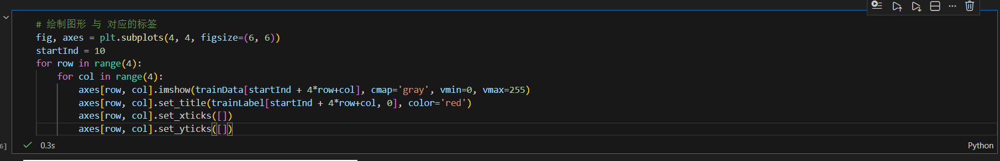 # 绘制图形 与 对应的标签
fig, axes = plt.subplots(4, 4, figsize=(6, 6))
startInd = 10
for row in range(4):
    for col in range(4):
        axes[row, col].imshow(trainData[startInd + 4*row+col], cmap='gray', vmin=0, vmax=255)
        axes[row, col].set_title(trainLabel[startInd + 4*row+col, 0], color='red')
        axes[row, col].set_xticks([])
        axes[row, col].set_yticks([])
6]
0.3s
Python